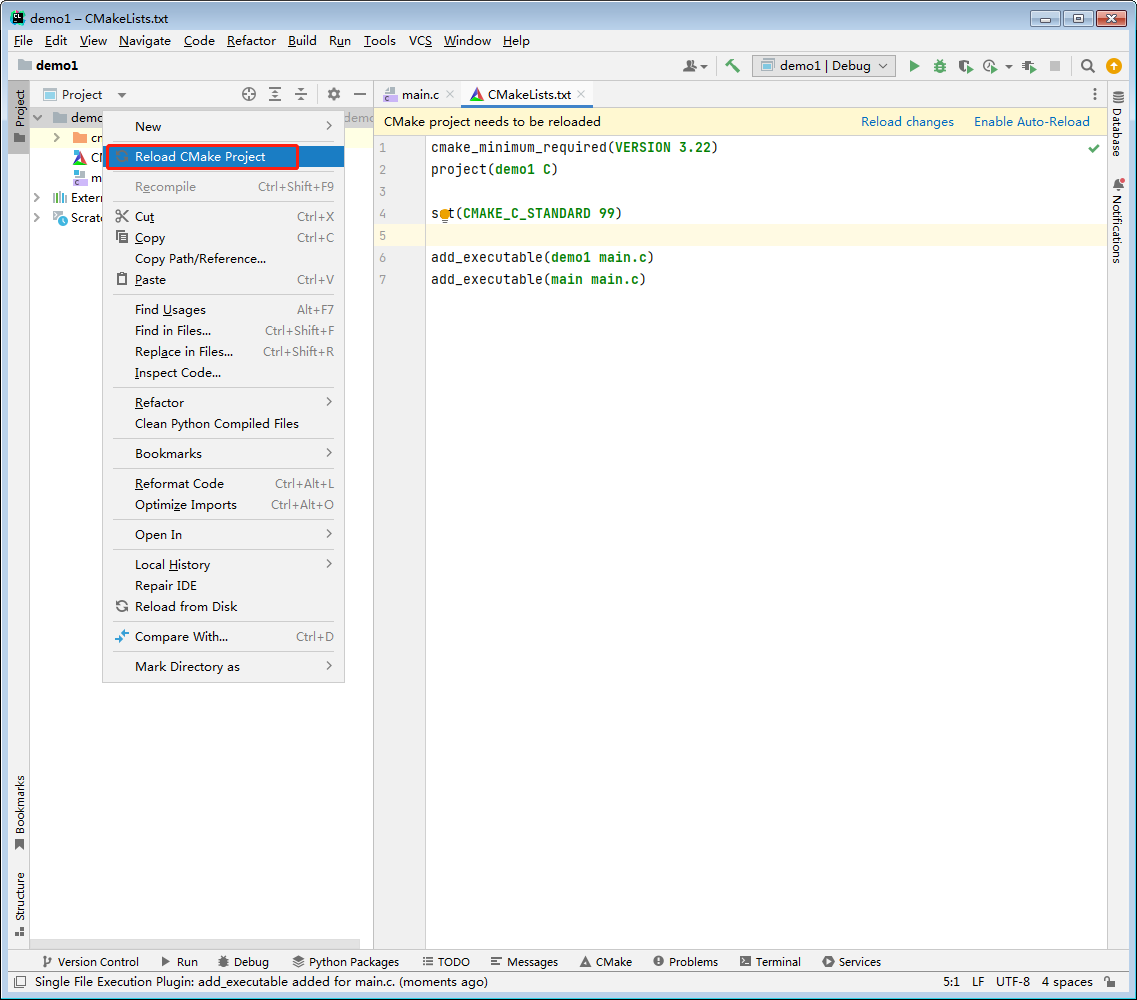 demo1 – CMakeLists.txt
File Edit View Navigate Code Refactor Build Run Tools VCS Window Help
demo1
demo1 | Debug
Project
Project
main.c
CMakeLists.txt
CMake project needs to be reloaded
Reload changes
Enable Auto-Reload
New
Reload CMake Project
Recompile Ctrl+Shift+F9
Cut Ctrl+X
Copy Ctrl+C
Copy Path/Reference...
Paste Ctrl+V
Find Usages Alt+F7
Find in Files... Ctrl+Shift+F
Replace in Files... Ctrl+Shift+R
Inspect Code...
Refactor
Clean Python Compiled Files
Bookmarks
Reformat Code Ctrl+Alt+L
Optimize Imports Ctrl+Alt+O
Open In
Local History
Repair IDE
Reload from Disk
Compare With... Ctrl+D
Mark Directory as
1 cmake_minimum_required(VERSION 3.22)
2 project(demo1 C)
3
4 set(CMAKE_C_STANDARD 99)
5
6 add_executable(demo1 main.c)
7 add_executable(main main.c)
Database
Notifications
Bookmarks
Structure
Version Control Run Debug Python Packages TODO Messages CMake Problems Terminal Services
Single File Execution Plugin: add_executable added for main.c. (moments ago)
5:1 LF UTF-8 4 spaces